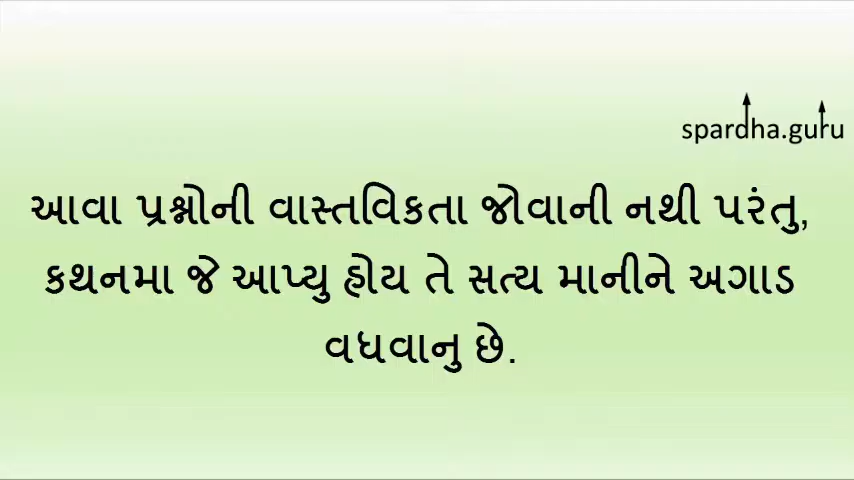 spardha.guru
આવા પ્રશ્નોની વાસ્તવિકતા જોવાની નથી પરંતુ,
કથનમા જે આપ્યુ હોય તે સત્ય માનીને અગાડ
વધવાનુ છે.